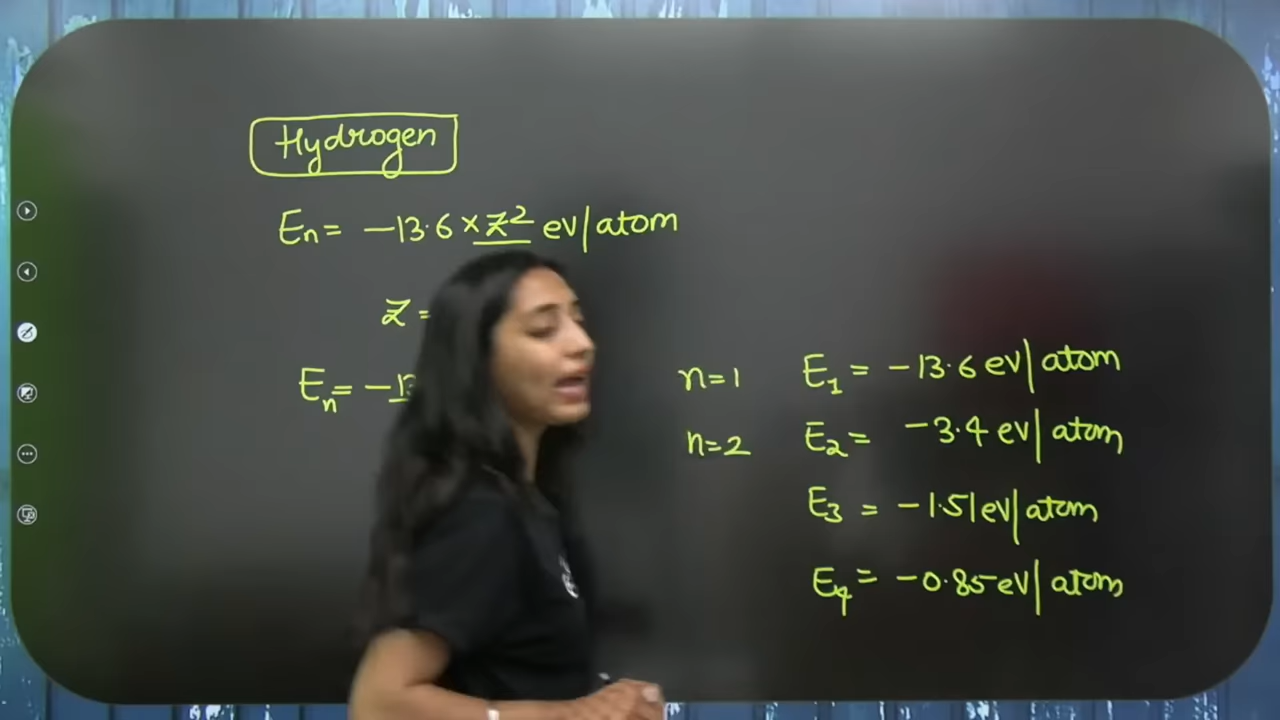 Hydrogen
En = −13.6 × Z² ev/atom
Z =
En = −13
n=1 E1 = −13.6 ev/atom
n=2 E2 = −3.4 ev/atom
E3 = −1.51 ev/atom
E4 = −0.85 ev/atom